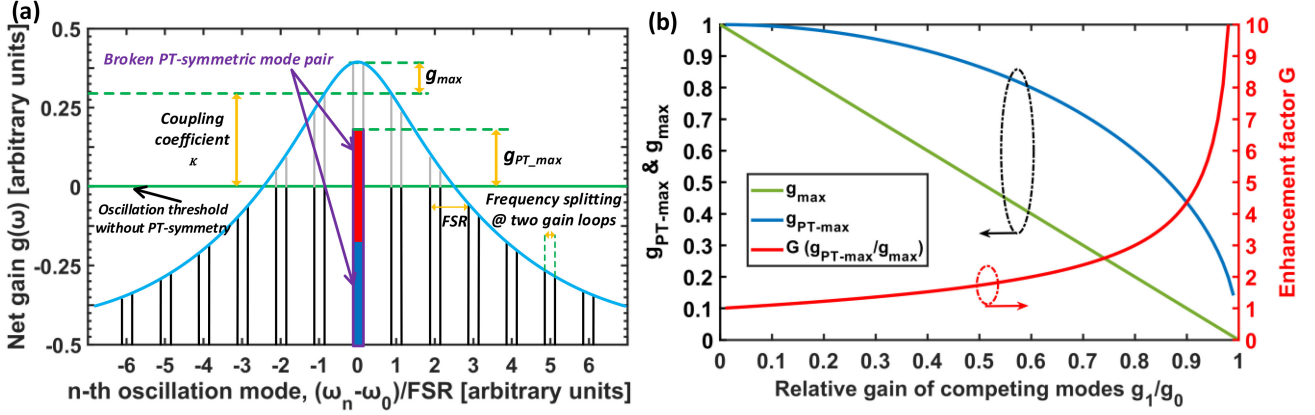 (a)
Net gain g(ω) [arbitrary units]
0.5
0.25
0
-0.25
-0.5
Broken PT-symmetric mode pair
g_max
Coupling
coefficient
κ
g_PT_max
Oscillation threshold
without PT-symmetry
FSR
Frequency splitting
@ two gain loops
-6 -5 -4 -3 -2 -1 0 1 2 3 4 5 6
n-th oscillation mode, (ω_n-ω_0)/FSR [arbitrary units]
(b)
g_PT-max & g_max
1
0.9
0.8
0.7
0.6
0.5
0.4
0.3
0.2
0.1
0
g_max
g_PT-max
G (g_PT-max/g_max)
10
9
8
7
6
5
4
3
2
1
0
Enhancement factor G
0 0.1 0.2 0.3 0.4 0.5 0.6 0.7 0.8 0.9 1
Relative gain of competing modes g_1/g_0